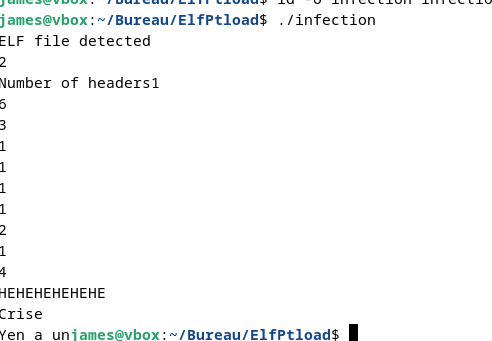 james@vbox:~/Bureau/ElfPtload$ ld -o infection infectio
james@vbox:~/Bureau/ElfPtload$ ./infection
ELF file detected
2
Number of headers1
6
3
1
1
1
1
2
1
4
HEHEHEHEHEHE
Crise
Yen a unjames@vbox:~/Bureau/ElfPtload$